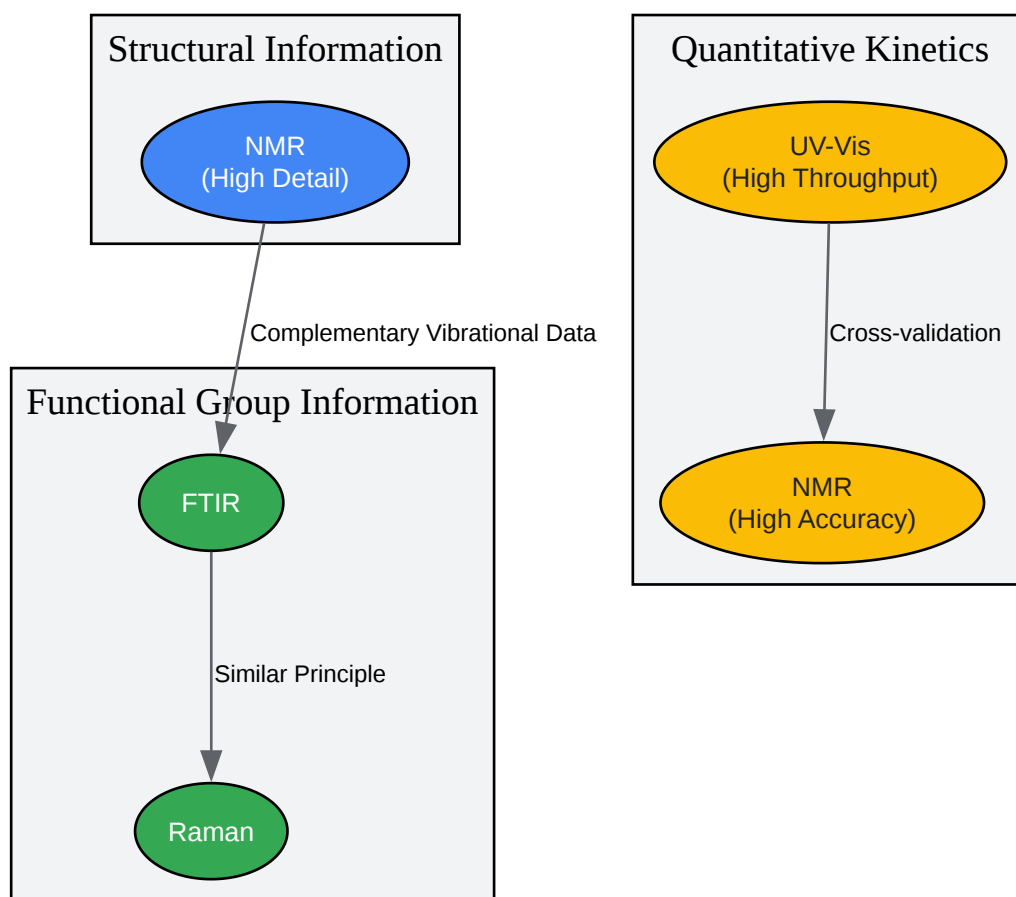 Structural Information
NMR
(High Detail)
Complementary Vibrational Data
Functional Group Information
FTIR
Similar Principle
Raman
Quantitative Kinetics
UV-Vis
(High Throughput)
Cross-validation
NMR
(High Accuracy)